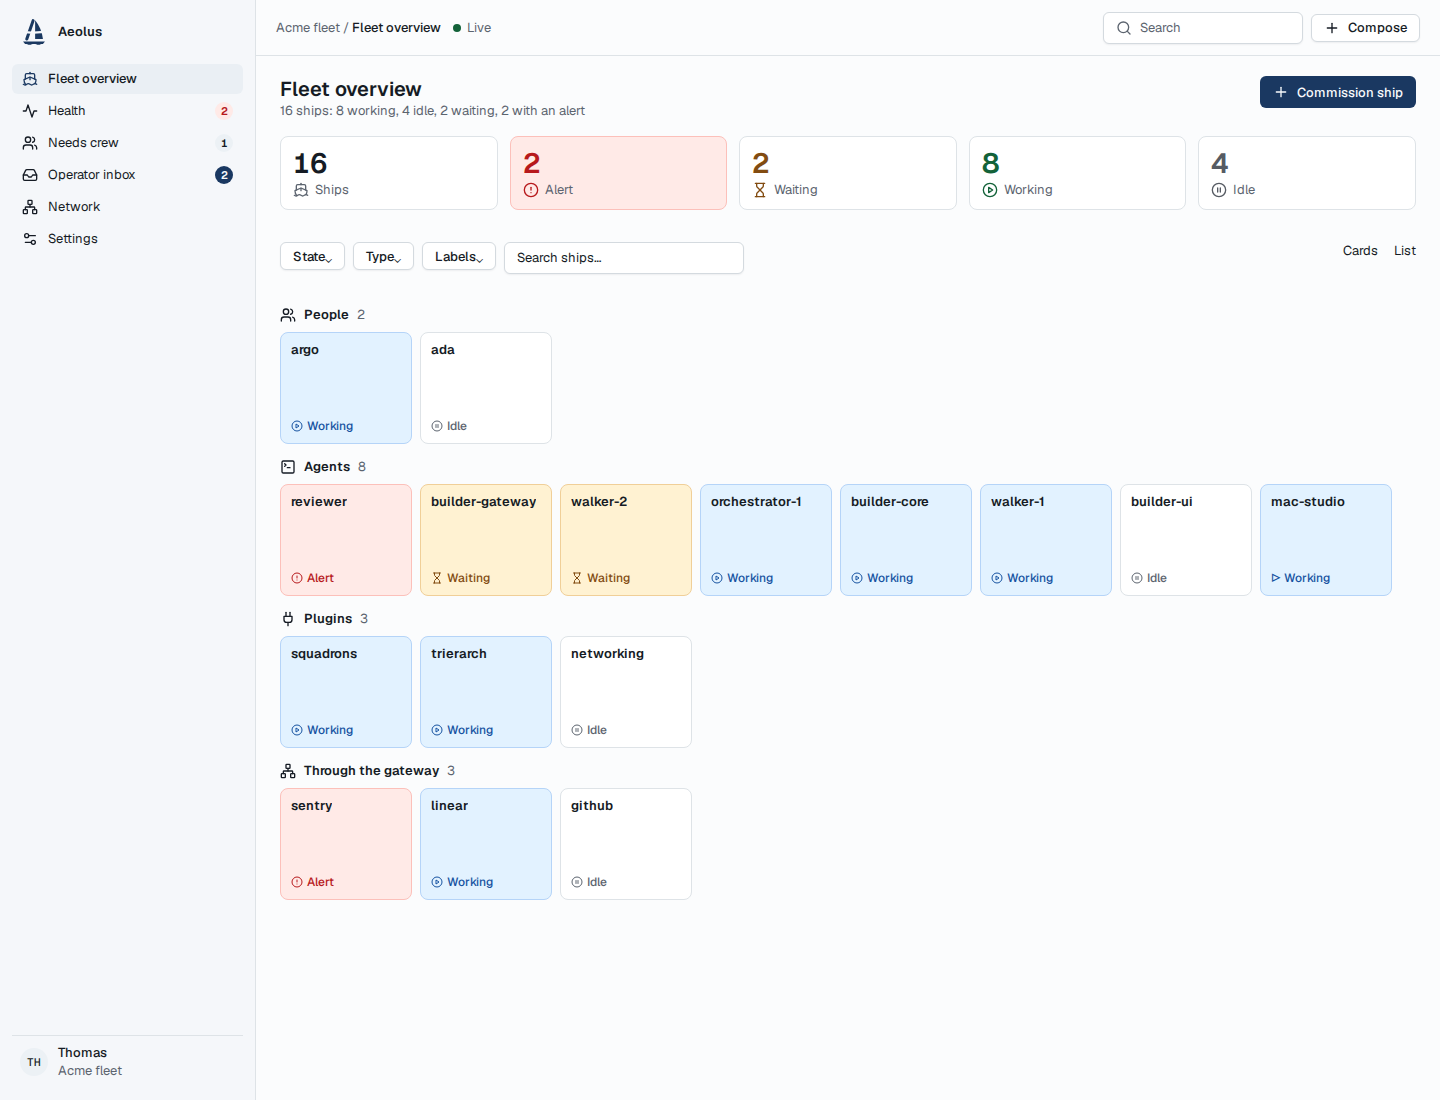 Aeolus
Fleet overview
Health 2
Needs crew 1
Operator inbox 2
Network
Settings
Thomas
TH
Acme fleet
Acme fleet / Fleet overview Live
Search
Compose
Fleet overview
16 ships: 8 working, 4 idle, 2 waiting, 2 with an alert
Commission ship
16
Ships
2
Alert
2
Waiting
8
Working
4
Idle
State Type Labels Search ships... Cards List
People 2
argo
Working
ada
Idle
Agents 8
reviewer
Alert
builder-gateway
Waiting
walker-2
Waiting
orchestrator-1
Working
builder-core
Working
walker-1
Working
builder-ui
Idle
mac-studio
Working
Plugins 3
squadrons
Working
trierarch
Working
networking
Idle
Through the gateway 3
sentry
Alert
linear
Working
github
Idle